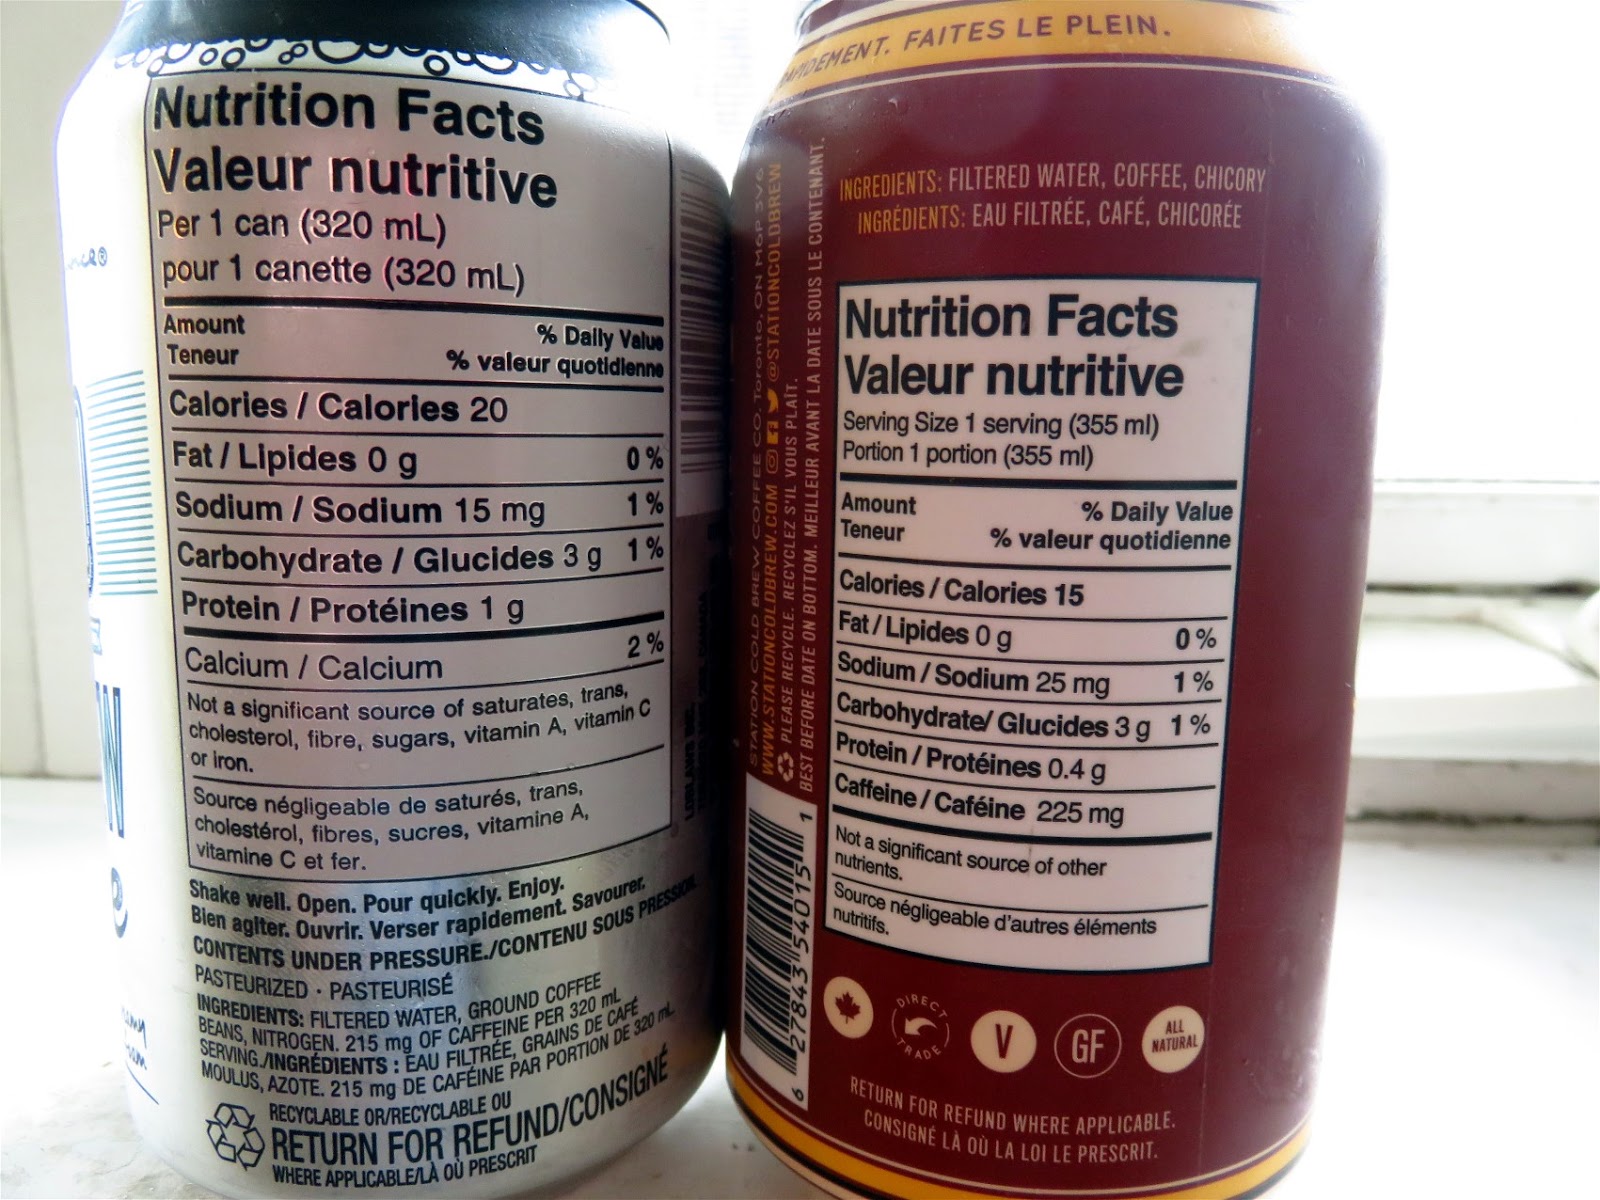 Nutrition Facts
Valeur nutritive
Per 1 can (320 mL)
pour 1 canette (320 mL)
Amount
Teneur
% Daily Value
% valeur quotidienne
Calories / Calories 20
Fat / Lipides 0 g 0 %
Sodium / Sodium 15 mg 1 %
Carbohydrate / Glucides 3 g 1 %
Protein / Protéines 1 g
Calcium / Calcium 2 %
Not a significant source of saturates, trans,
cholesterol, fibre, sugars, vitamin A, vitamin C
or iron.
Source négligeable de saturés, trans,
cholestérol, fibres, sucres, vitamine A,
vitamine C et fer.
Shake well. Open. Pour quickly. Enjoy.
Bien agiter. Ouvrir. Verser rapidement. Savourer.
CONTENTS UNDER PRESSURE./CONTENU SOUS PRESSION.
PASTEURIZED · PASTEURISÉ
INGREDIENTS: FILTERED WATER, GROUND COFFEE
BEANS, NITROGEN. 215 mg OF CAFFEINE PER 320 mL
SERVING./INGRÉDIENTS : EAU FILTRÉE, GRAINS DE CAFÉ
MOULUS, AZOTE. 215 mg DE CAFÉINE PAR PORTION DE 320 mL.
RECYCLABLE OR/RECYCLABLE OU
RETURN FOR REFUND/CONSIGNÉ
WHERE APPLICABLE/LÀ OÙ PRESCRIT
LOBLAWS INC.
RAPIDEMENT. FAITES LE PLEIN.
INGREDIENTS: FILTERED WATER, COFFEE, CHICORY
INGRÉDIENTS: EAU FILTRÉE, CAFÉ, CHICORÉE
STATION COLD BREW COFFEE CO. Toronto, ON M6P 3V6
WWW.STATIONCOLDBREW.COM @STATIONCOLDBREW
PLEASE RECYCLE. RECYCLEZ S'IL VOUS PLAÎT.
BEST BEFORE DATE ON BOTTOM. MEILLEUR AVANT LA DATE SOUS LE CONTENANT.
Nutrition Facts
Valeur nutritive
Serving Size 1 serving (355 ml)
Portion 1 portion (355 ml)
Amount
Teneur
% Daily Value
% valeur quotidienne
Calories / Calories 15
Fat / Lipides 0 g 0 %
Sodium / Sodium 25 mg 1 %
Carbohydrate/ Glucides 3 g 1 %
Protein / Protéines 0.4 g
Caffeine / Caféine 225 mg
Not a significant source of other
nutrients.
Source négligeable d'autres éléments
nutritifs.
6 27843 54015 1
DIRECT
TRADE
V
GF
ALL
NATURAL
RETURN FOR REFUND WHERE APPLICABLE.
CONSIGNÉ LÀ OÙ LA LOI LE PRESCRIT.